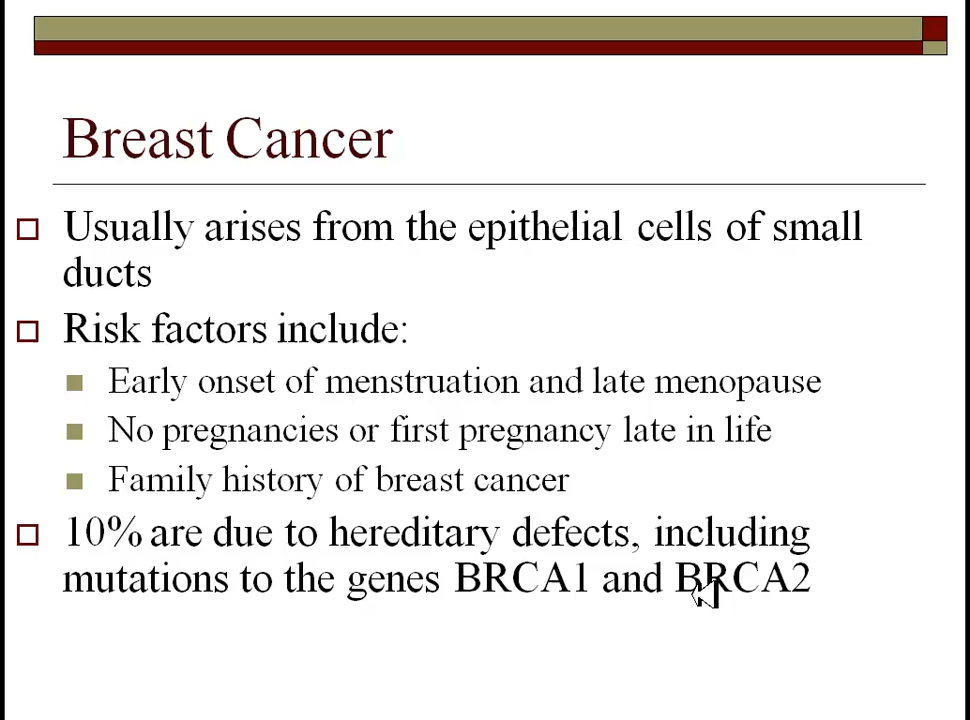 Breast Cancer
Usually arises from the epithelial cells of small
ducts
Risk factors include:
Early onset of menstruation and late menopause
No pregnancies or first pregnancy late in life
Family history of breast cancer
10% are due to hereditary defects, including
mutations to the genes BRCA1 and BRCA2